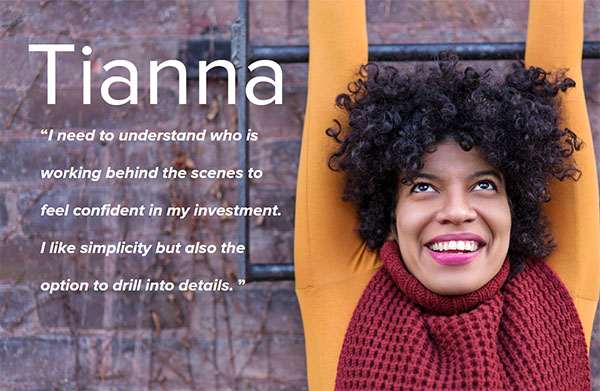 Tianna
“I need to understand who is
working behind the scenes to
feel confident in my investment.
I like simplicity but also the
option to drill into details. ”